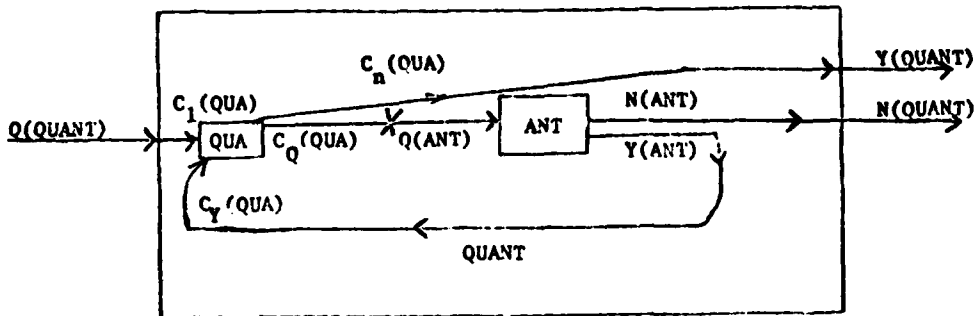 C_n(QUA)
Y(QUANT)
C_1(QUA)
N(ANT)
N(QUANT)
Q(QUANT)
QUA
C_Q(QUA)
Q(ANT)
ANT
Y(ANT)
C_Y(QUA)
QUANT